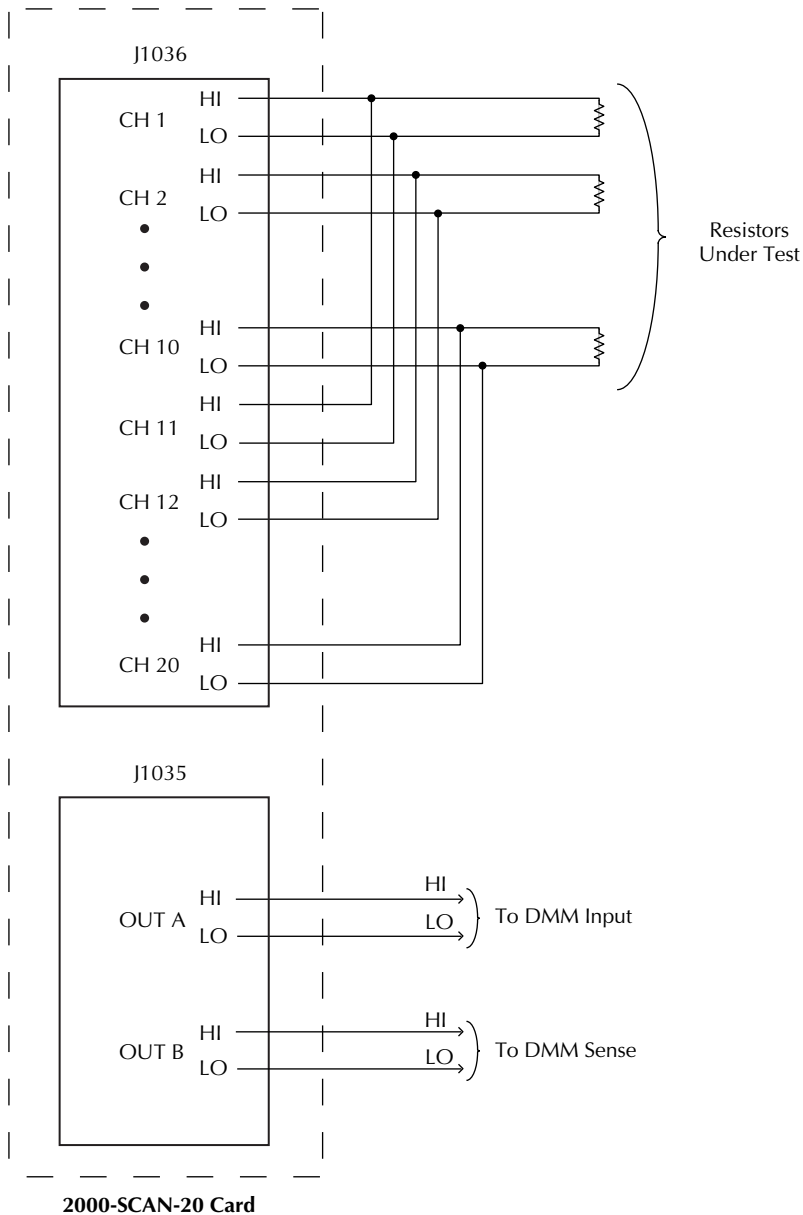 J1036
CH 1
HI
LO
CH 2
HI
LO
CH 10
HI
LO
CH 11
HI
LO
CH 12
HI
LO
CH 20
HI
LO
Resistors
Under Test
J1035
OUT A
HI
LO
HI
LO
To DMM Input
OUT B
HI
LO
HI
LO
To DMM Sense
2000-SCAN-20 Card